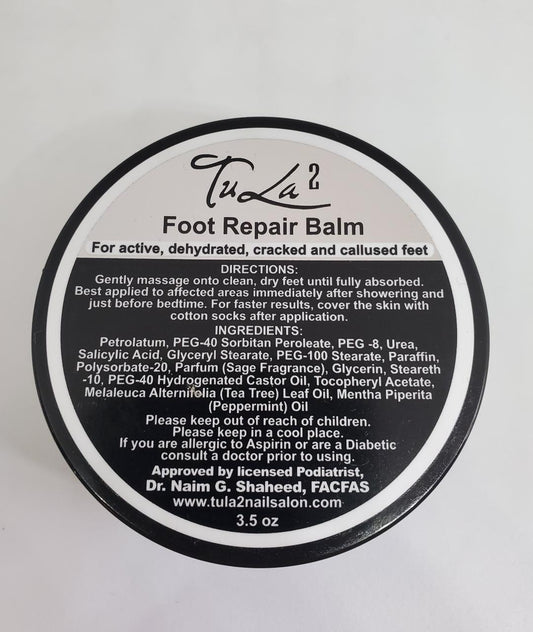 TuLa 2
Foot Repair Balm
For active, dehydrated, cracked and callused feet
DIRECTIONS:
Gently massage onto clean, dry feet until fully absorbed.
Best applied to affected areas immediately after showering and
just before bedtime. For faster results, cover the skin with
cotton socks after application.
INGREDIENTS:
Petrolatum, PEG-40 Sorbitan Peroleate, PEG -8, Urea,
Salicylic Acid, Glyceryl Stearate, PEG-100 Stearate, Paraffin,
Polysorbate-20, Parfum (Sage Fragrance), Glycerin, Steareth
-10, PEG-40 Hydrogenated Castor Oil, Tocopheryl Acetate,
Melaleuca Alternifolia (Tea Tree) Leaf Oil, Mentha Piperita
(Peppermint) Oil
Please keep out of reach of children.
Please keep in a cool place.
If you are allergic to Aspirin or are a Diabetic
consult a doctor prior to using.
Approved by licensed Podiatrist,
Dr. Naim G. Shaheed, FACFAS
www.tula2nailsalon.com
3.5 oz